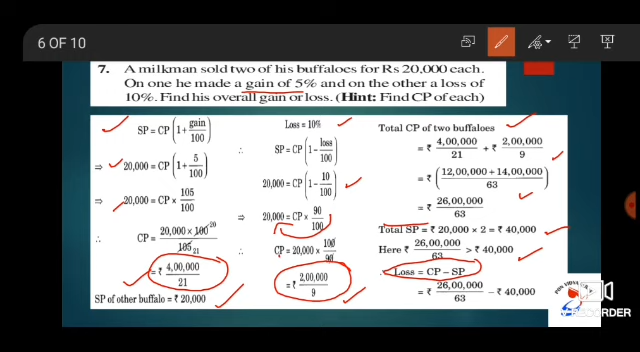 6 OF 10
7. A milkman sold two of his buffaloes for Rs 20,000 each.
On one he made a gain of 5% and on the other a loss of
10%. Find his overall gain or loss. (Hint: Find CP of each)
SP = CP (1 + gain/100)
⇒ 20,000 = CP (1 + 5/100)
⇒ 20,000 = CP × 105/100
∴ CP = 20,000 × 100 20 / 105 21
= ₹ 4,00,000/21
SP of other buffalo = ₹ 20,000
Loss = 10%
∴ SP = CP (1 − loss/100)
20,000 = CP (1 − 10/100)
⇒ 20,000 = CP × 90/100
∴ CP = 20,000 × 100/90
= ₹ 2,00,000/9
Total CP of two buffaloes
= ₹ 4,00,000/21 + ₹ 2,00,000/9
= ₹ (12,00,000 + 14,00,000 / 63)
= ₹ 26,00,000/63
Total SP = ₹ 20,000 × 2 = ₹ 40,000
Here ₹ 26,00,000/63 > ₹ 40,000
∴ Loss = CP − SP
= ₹ 26,00,000/63 − ₹ 40,000